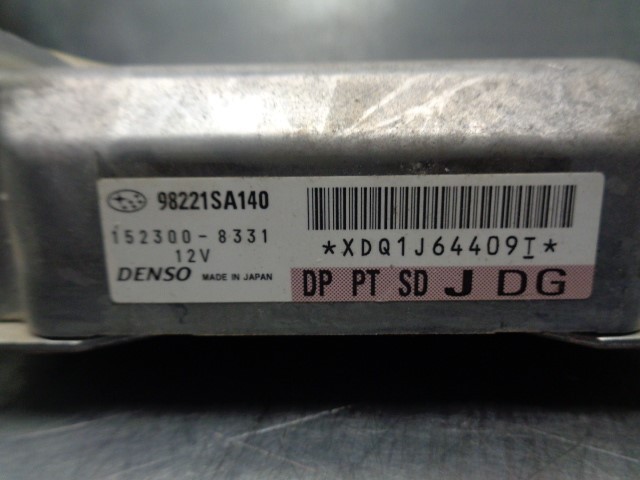 98221SA140
152300-8331
12V
DENSO MADE IN JAPAN
*XDQ1J64409I*
DP PT SD J DG